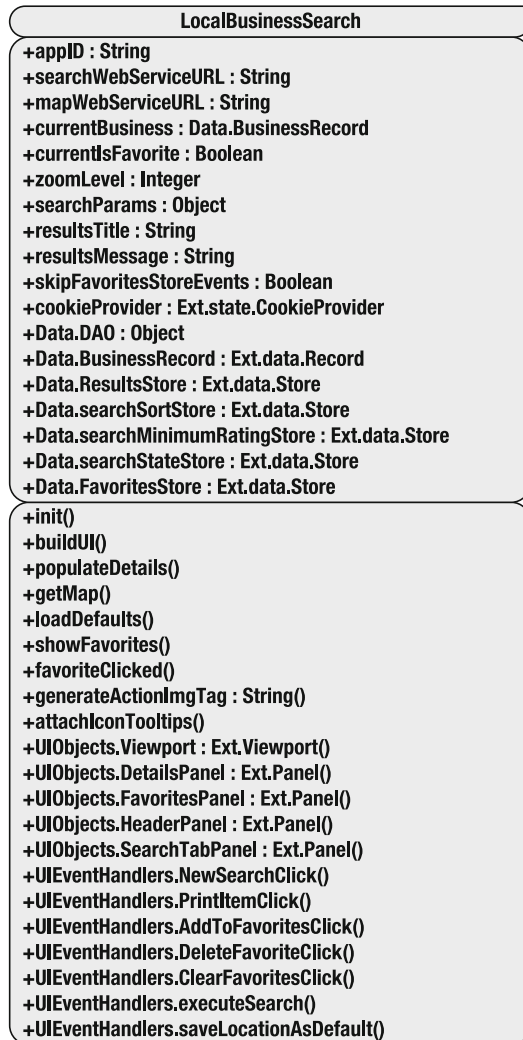 LocalBusinessSearch
+appID : String
+searchWebServiceURL : String
+mapWebServiceURL : String
+currentBusiness : Data.BusinessRecord
+currentIsFavorite : Boolean
+zoomLevel : Integer
+searchParams : Object
+resultsTitle : String
+resultsMessage : String
+skipFavoritesStoreEvents : Boolean
+cookieProvider : Ext.state.CookieProvider
+Data.DAO : Object
+Data.BusinessRecord : Ext.data.Record
+Data.ResultsStore : Ext.data.Store
+Data.searchSortStore : Ext.data.Store
+Data.searchMinimumRatingStore : Ext.data.Store
+Data.searchStateStore : Ext.data.Store
+Data.FavoritesStore : Ext.data.Store
+init()
+buildUI()
+populateDetails()
+getMap()
+loadDefaults()
+showFavorites()
+favoriteClicked()
+generateActionImgTag : String()
+attachIconTooltips()
+UIObjects.Viewport : Ext.Viewport()
+UIObjects.DetailsPanel : Ext.Panel()
+UIObjects.FavoritesPanel : Ext.Panel()
+UIObjects.HeaderPanel : Ext.Panel()
+UIObjects.SearchTabPanel : Ext.Panel()
+UIEventHandlers.NewSearchClick()
+UIEventHandlers.PrintItemClick()
+UIEventHandlers.AddToFavoritesClick()
+UIEventHandlers.DeleteFavoriteClick()
+UIEventHandlers.ClearFavoritesClick()
+UIEventHandlers.executeSearch()
+UIEventHandlers.saveLocationAsDefault()